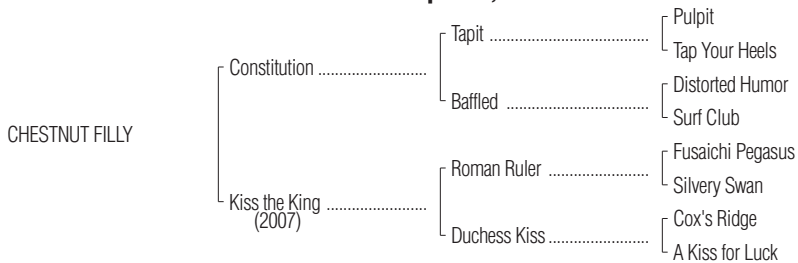 Pulpit
Tapit ........................................
Tap Your Heels
Constitution ...........................
Distorted Humor
Baffled ....................................
Surf Club
CHESTNUT FILLY
Fusaichi Pegasus
Roman Ruler .........................
Silvery Swan
Kiss the King .........................
(2007)
Cox's Ridge
Duchess Kiss .........................
A Kiss for Luck